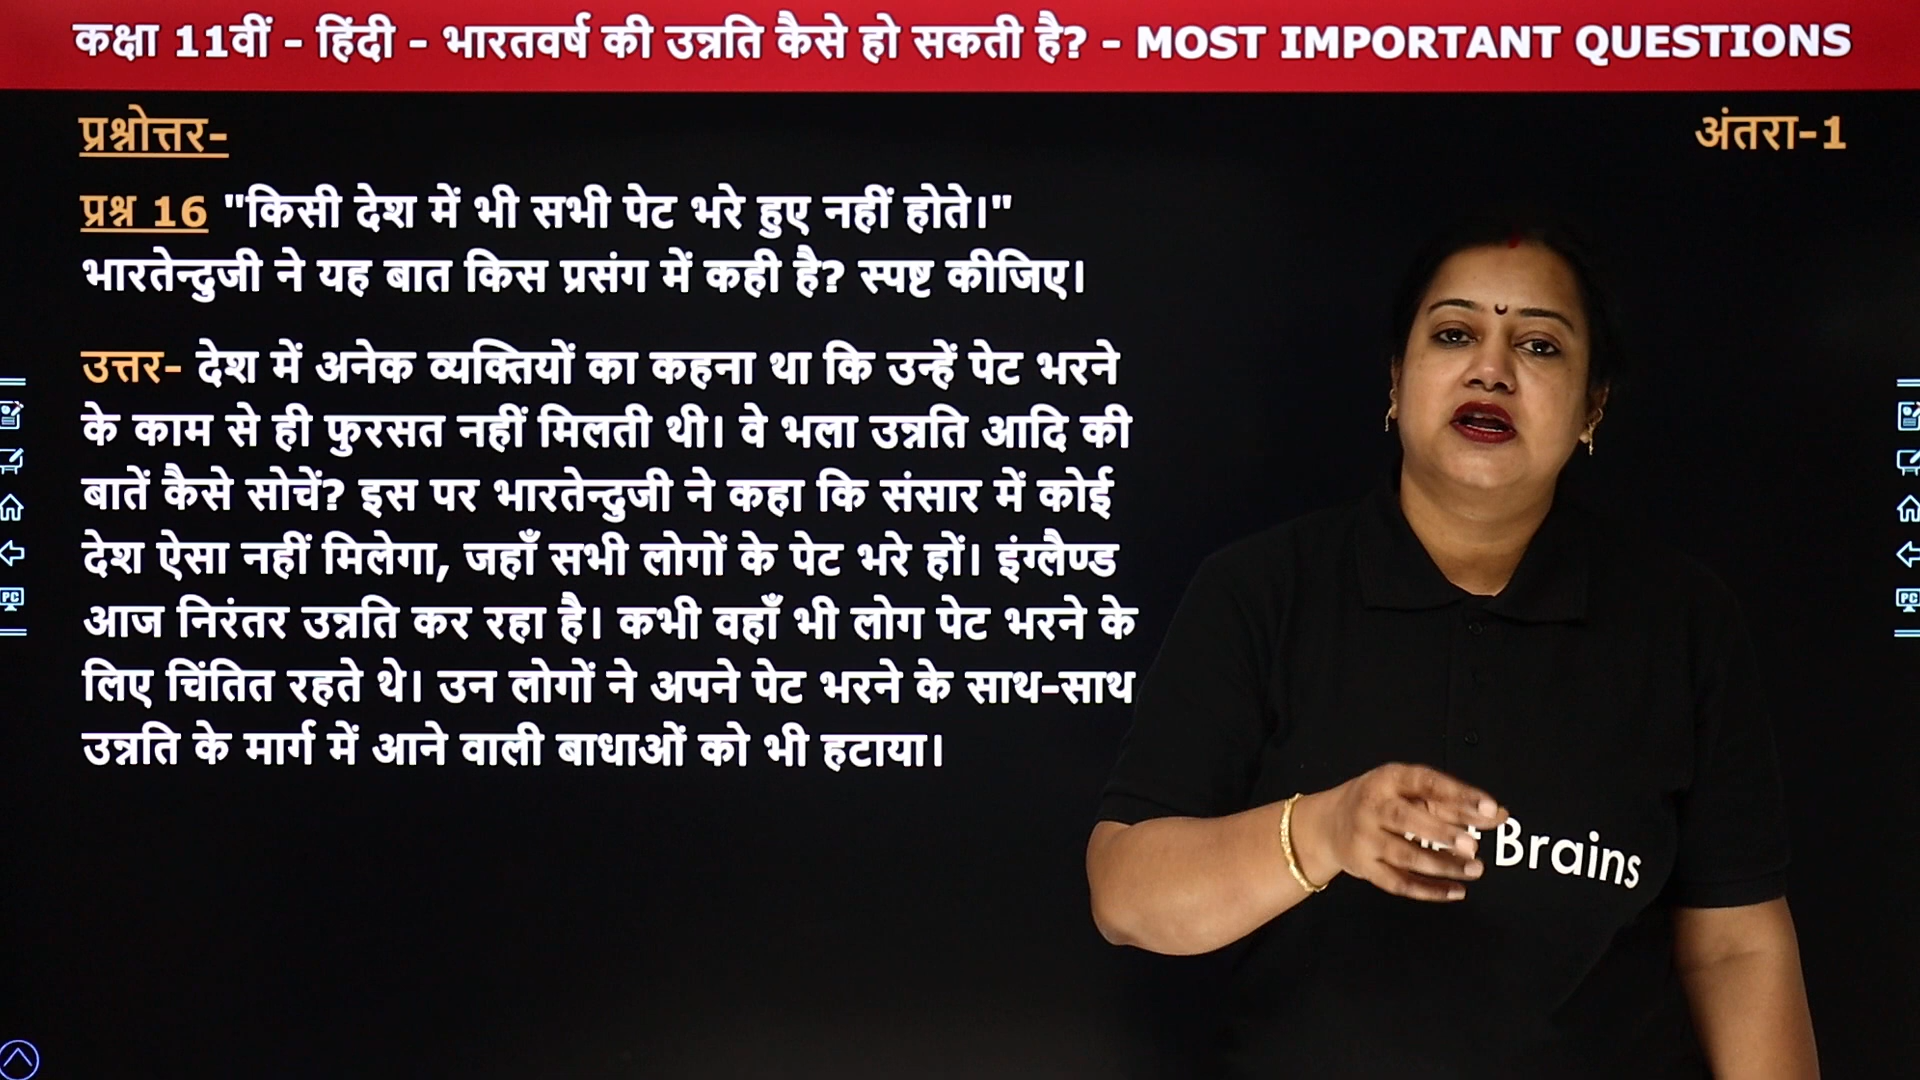 कक्षा 11वीं - हिंदी - भारतवर्ष की उन्नति कैसे हो सकती है? - MOST IMPORTANT QUESTIONS
प्रश्नोत्तर-
अंतरा-1
प्रश्न 16 "किसी देश में भी सभी पेट भरे हुए नहीं होते।"
भारतेन्दुजी ने यह बात किस प्रसंग में कही है? स्पष्ट कीजिए।
उत्तर- देश में अनेक व्यक्तियों का कहना था कि उन्हें पेट भरने
के काम से ही फुरसत नहीं मिलती थी। वे भला उन्नति आदि की
बातें कैसे सोचें? इस पर भारतेन्दुजी ने कहा कि संसार में कोई
देश ऐसा नहीं मिलेगा, जहाँ सभी लोगों के पेट भरे हों। इंग्लैण्ड
आज निरंतर उन्नति कर रहा है। कभी वहाँ भी लोग पेट भरने के
लिए चिंतित रहते थे। उन लोगों ने अपने पेट भरने के साथ-साथ
उन्नति के मार्ग में आने वाली बाधाओं को भी हटाया।
Brains
PC
PC